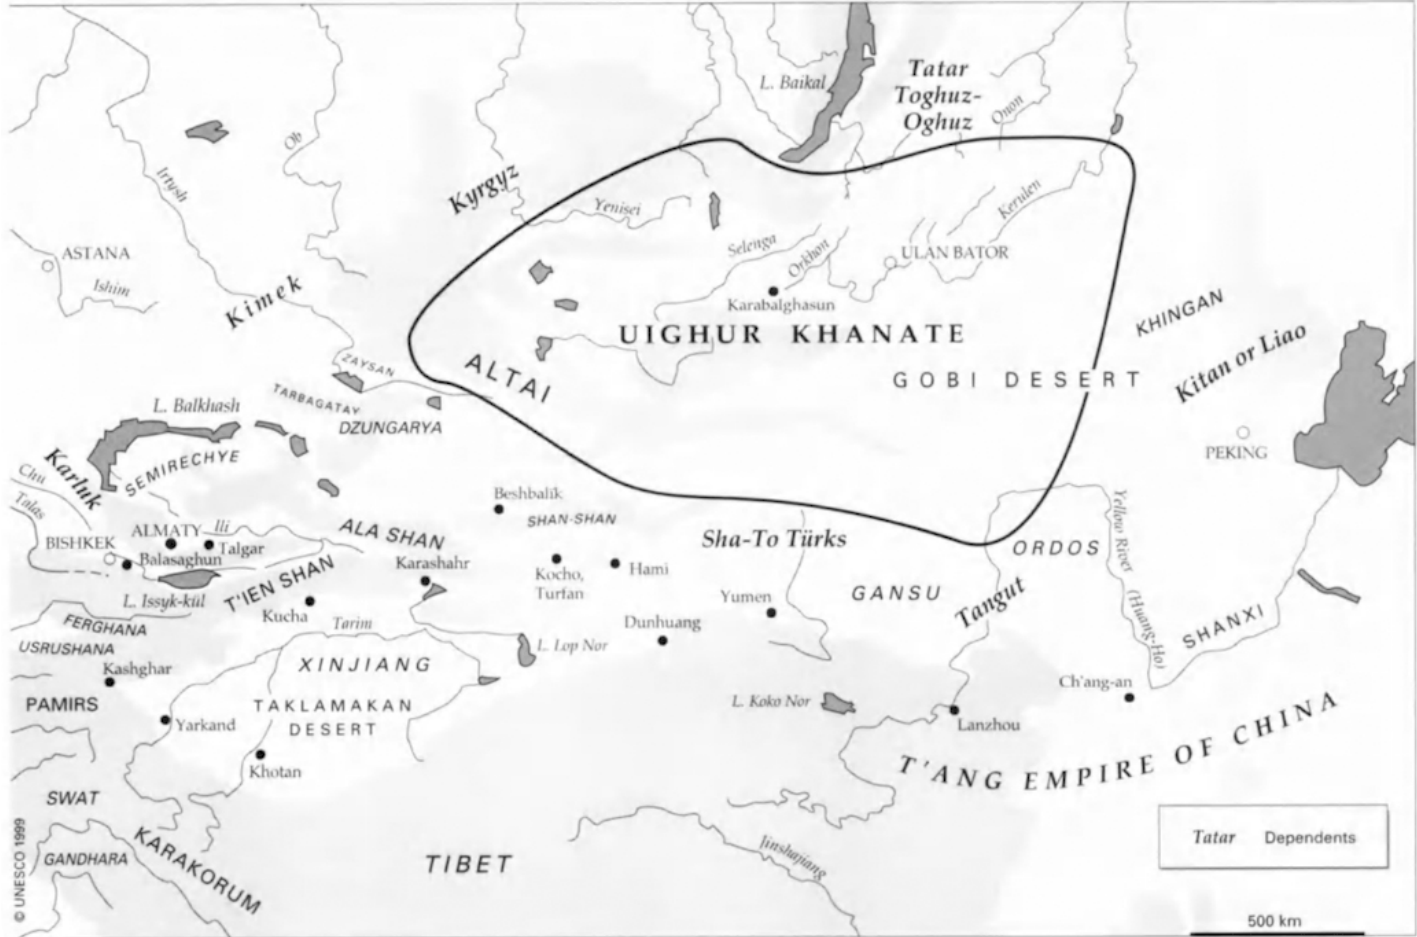 L. Baikal
Tatar
Toghuz-
Oghuz
Onon
Ob
Irtysh
Kyrgyz
Yenisei
Kerulen
Selenga
Orkhon
ASTANA
ULAN BATOR
Ishim
Kimek
Karabalghasun
KHINGAN
UIGHUR KHANATE
Kitan or Liao
ZAYSAN
ALTAI
GOBI DESERT
TARBAGATAY
L. Balkhash
DZUNGARYA
PEKING
SEMIRECHYE
Karluk
Chu
Talas
Beshbalïk
SHAN-SHAN
Yellow River
(Huang-Ho)
ALMATY
Ili
ALA SHAN
Sha-To Türks
ORDOS
BISHKEK
Talgar
Balasaghun
Karashahr
Kocho,
Turfan
Hami
L. Issyk-kül
T'IEN SHAN
GANSU
Tangut
Yumen
Kucha
Tarim
Dunhuang
SHANXI
FERGHANA
USRUSHANA
L. Lop Nor
XINJIANG
Kashghar
PAMIRS
TAKLAMAKAN
DESERT
L. Koko Nor
Ch'ang-an
Yarkand
Lanzhou
Khotan
T'ANG EMPIRE OF CHINA
SWAT
KARAKORUM
GANDHARA
TIBET
Jinshajiang
Tatar Dependents
© UNESCO 1999
500 km